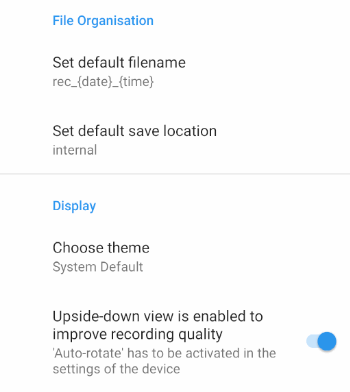 File Organisation
Set default filename
rec_{date}_{time}
Set default save location
internal
Display
Choose theme
System Default
Upside-down view is enabled to
improve recording quality
'Auto-rotate' has to be activated in the
settings of the device